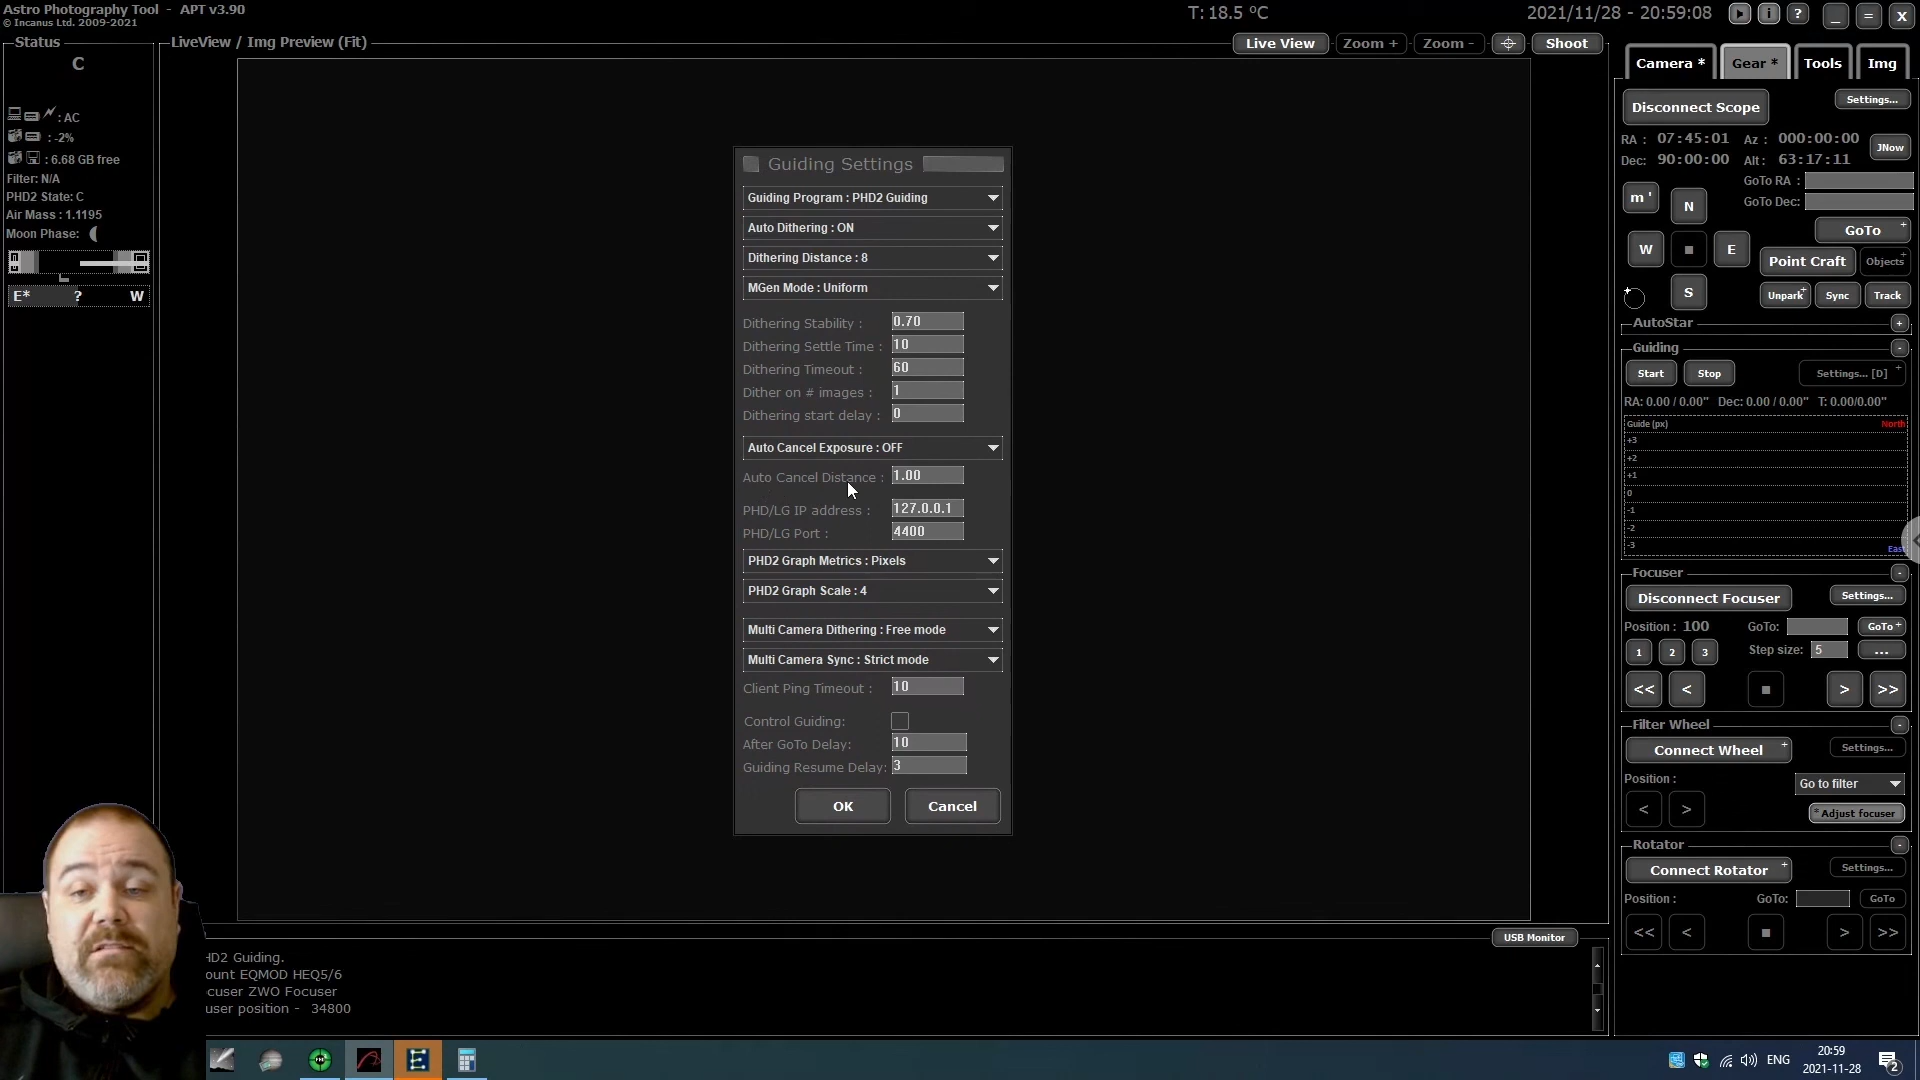 Astro Photography Tool - APT v3.90
© Incanus Ltd. 2009-2021
T: 18.5 °C
2021/11/28 - 20:59:08
i
?
_
=
X
Status
C
: AC
: -2%
: 6.68 GB free
Filter: N/A
PHD2 State: C
Air Mass : 1.1195
Moon Phase:
E* ? W
LiveView / Img Preview (Fit)
Live View
Zoom +
Zoom -
Shoot
Guiding Settings
Guiding Program : PHD2 Guiding
Auto Dithering : ON
Dithering Distance : 8
MGen Mode : Uniform
Dithering Stability : 0.70
Dithering Settle Time : 10
Dithering Timeout : 60
Dither on # images : 1
Dithering start delay : 0
Auto Cancel Exposure : OFF
Auto Cancel Distance : 1.00
PHD/LG IP address : 127.0.0.1
PHD/LG Port : 4400
PHD2 Graph Metrics : Pixels
PHD2 Graph Scale : 4
Multi Camera Dithering : Free mode
Multi Camera Sync : Strict mode
Client Ping Timeout : 10
Control Guiding:
After GoTo Delay: 10
Guiding Resume Delay: 3
OK
Cancel
Camera *
Gear *
Tools
Img
Disconnect Scope
Settings...
RA : 07:45:01 Az : 000:00:00
Dec: 90:00:00 Alt : 63:17:11
JNow
GoTo RA :
GoTo Dec:
m '
N
W
E
S
GoTo +
Point Craft
Objects +
Unpark +
Sync
Track
AutoStar +
Guiding -
Start
Stop
Settings... [D] +
RA: 0.00 / 0.00" Dec: 0.00 / 0.00" T: 0.00/0.00"
Guide (px) North
+3
+2
+1
0
-1
-2
-3
East
Focuser -
Disconnect Focuser
Settings...
Position : 100 GoTo: GoTo +
1 2 3 Step size: 5 ...
<< < > >>
Filter Wheel -
Connect Wheel +
Settings...
Position :
Go to filter
< >
* Adjust focuser
Rotator -
Connect Rotator +
Settings...
Position : GoTo: GoTo
<< < > >>
USB Monitor
HD2 Guiding.
ount EQMOD HEQ5/6
cuser ZWO Focuser
user position - 34800
ENG
20:59
2021-11-28
2